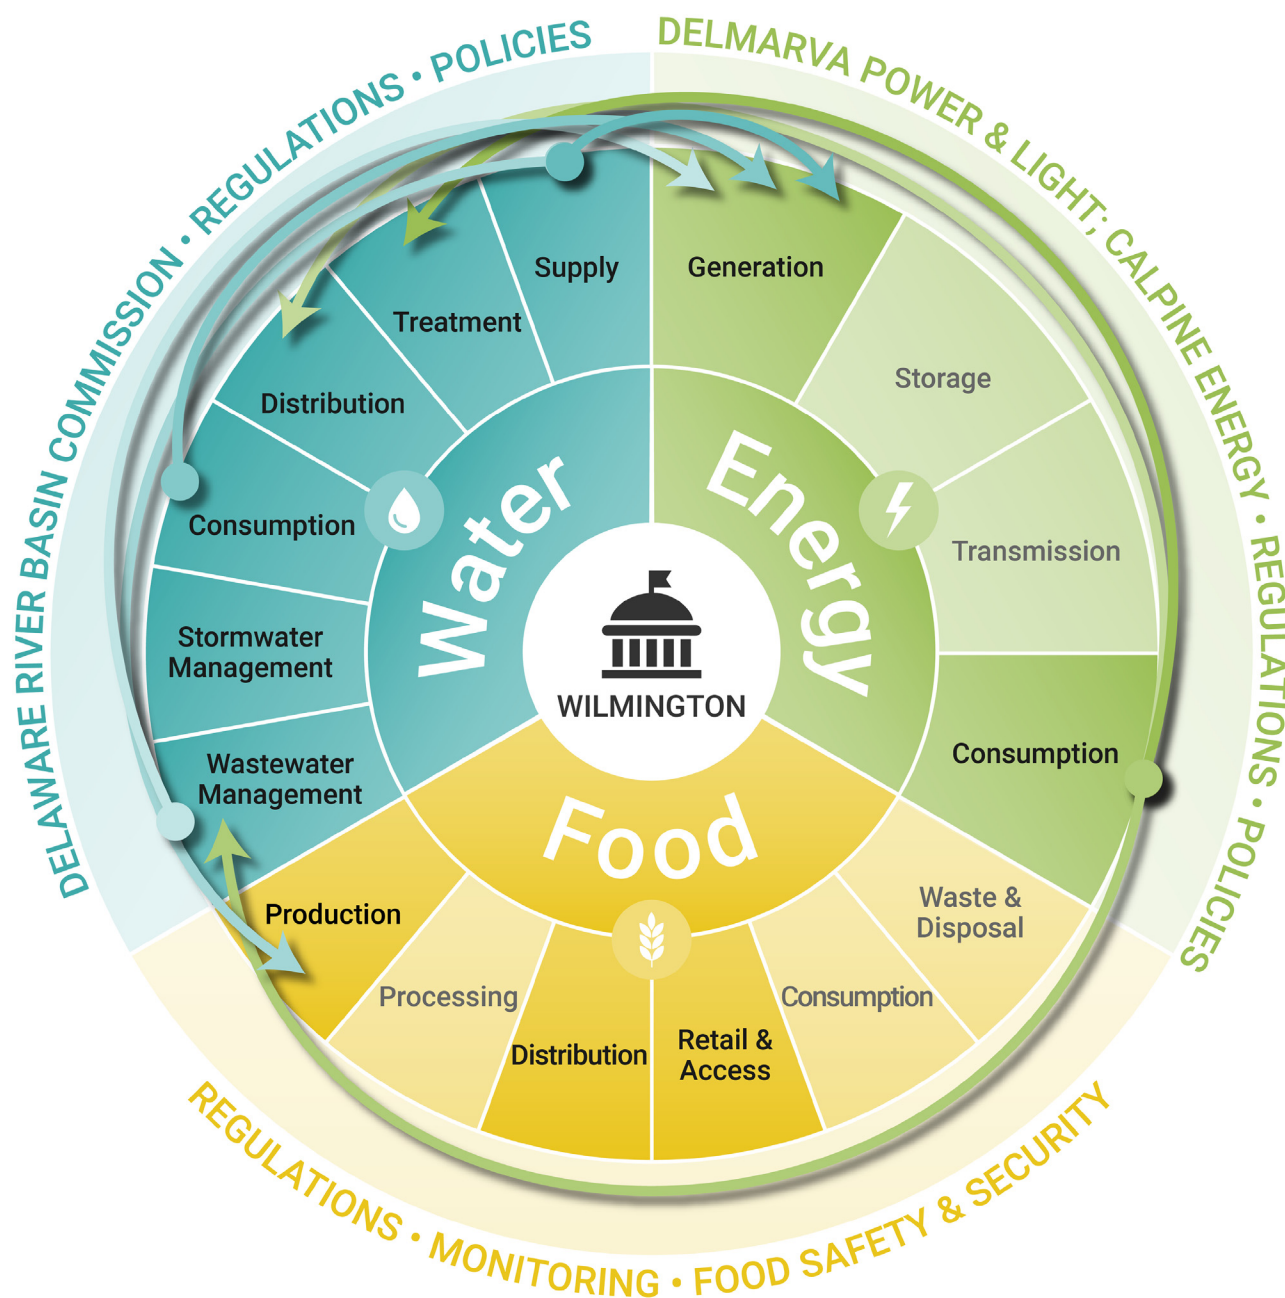 DELAWARE RIVER BASIN COMMISSION • REGULATIONS • POLICIES
DELMARVA POWER & LIGHT; CALPINE ENERGY • REGULATIONS • POLICIES
Supply
Treatment
Distribution
Consumption
Stormwater
Management
Wastewater
Management
Water
Generation
Storage
Transmission
Consumption
Energy
WILMINGTON
Food
Production
Processing
Distribution
Retail &
Access
Consumption
Waste &
Disposal
REGULATIONS • MONITORING • FOOD SAFETY & SECURITY